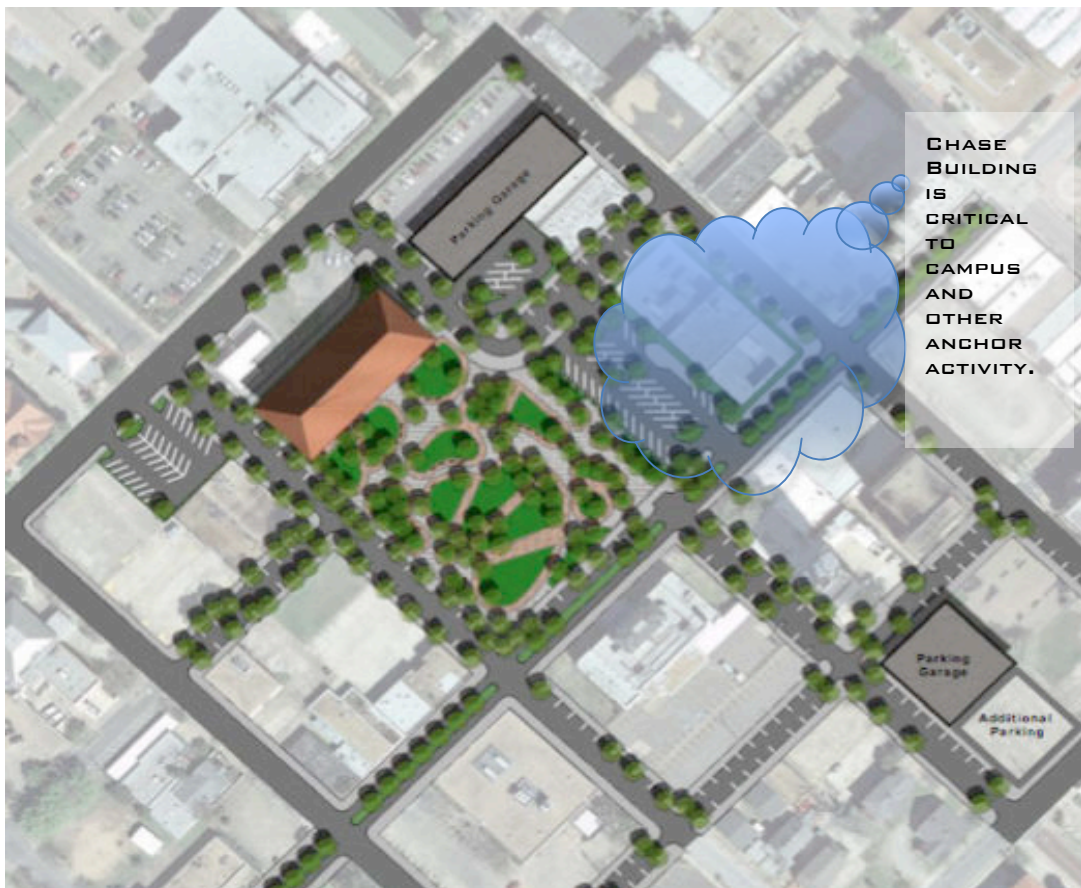 Parking Garage
CHASE
BUILDING
IS
CRITICAL
TO
CAMPUS
AND
OTHER
ANCHOR
ACTIVITY.
Parking
Garage
Additional
Parking